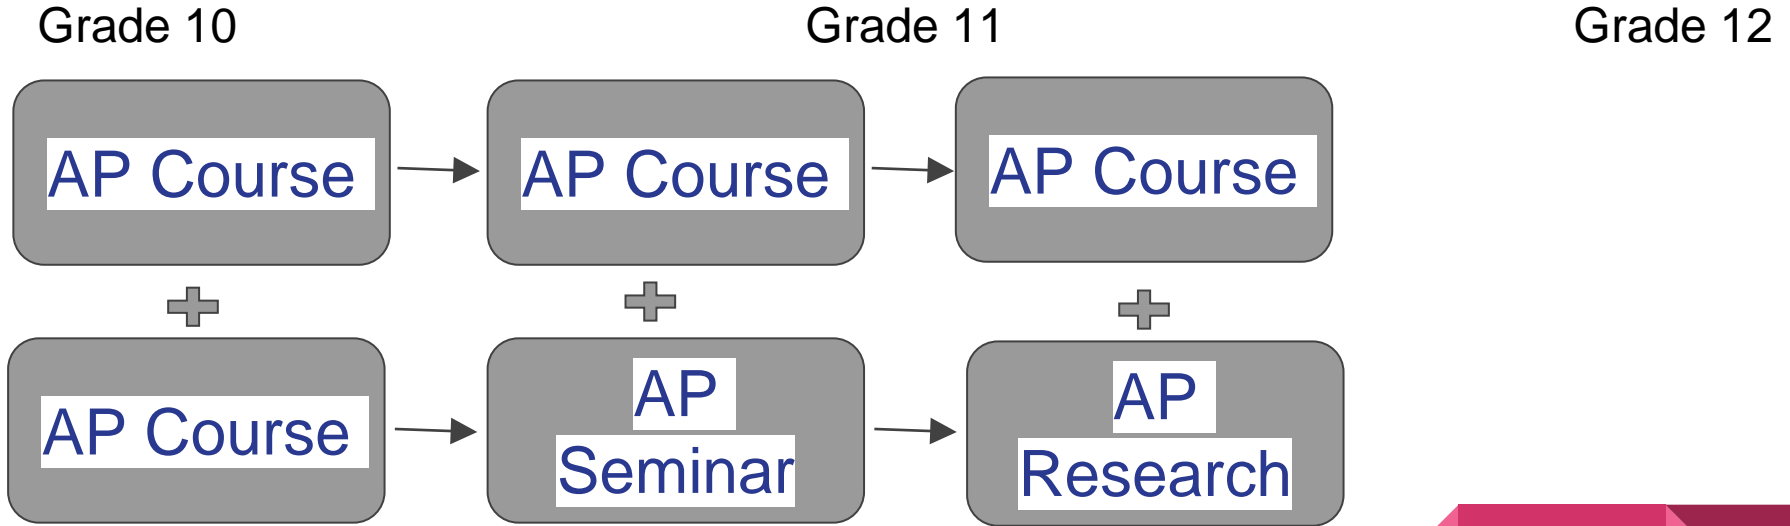 Grade 10 Grade 11 Grade 12
AP Course AP Course AP Course
AP Course AP
Seminar AP
Research